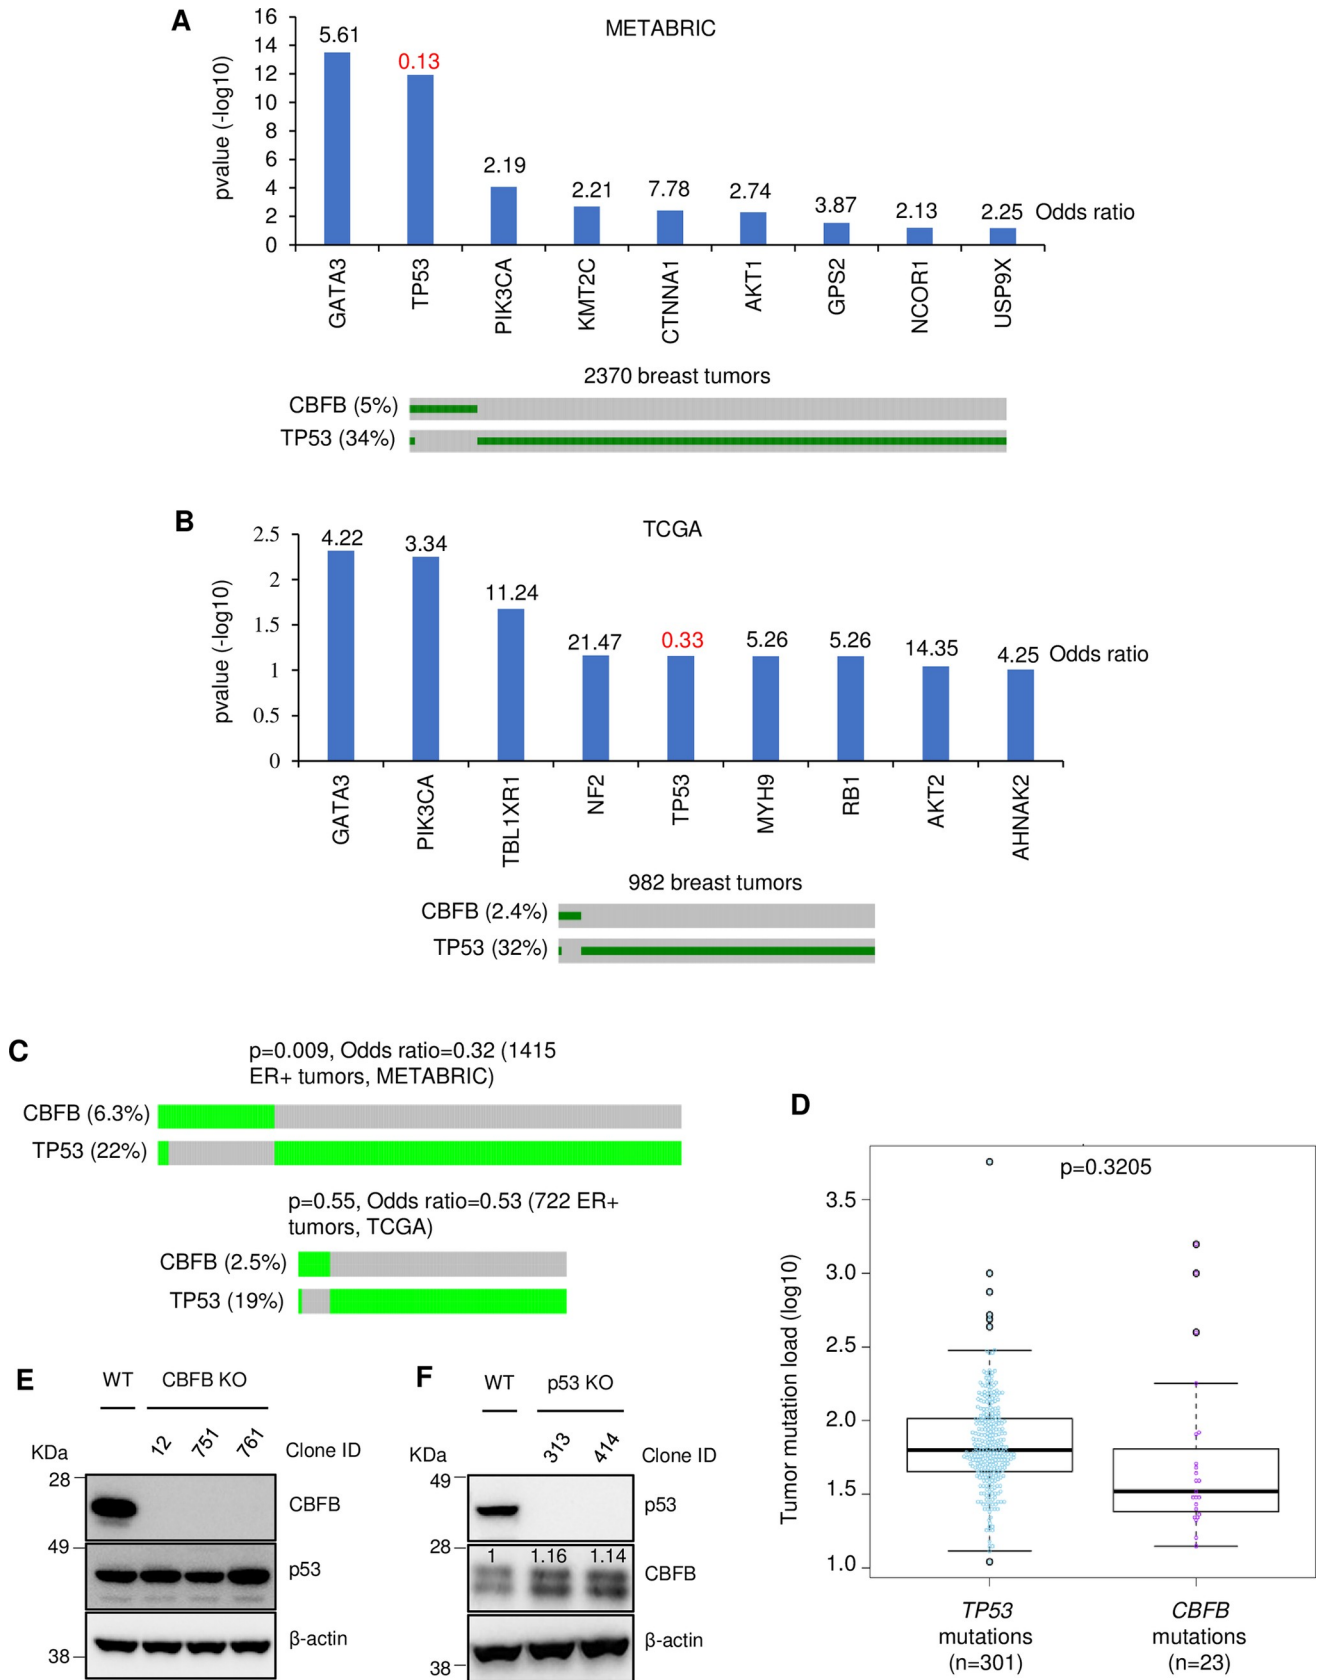 A
METABRIC
pvalue (-log10)
16
14
12
10
8
6
4
2
0
5.61
0.13
2.19
2.21
7.78
2.74
3.87
2.13
2.25
Odds ratio
GATA3
TP53
PIK3CA
KMT2C
CTNNA1
AKT1
GPS2
NCOR1
USP9X
2370 breast tumors
CBFB (5%)
TP53 (34%)
B
TCGA
pvalue (-log10)
2.5
2
1.5
1
0.5
0
4.22
3.34
11.24
21.47
0.33
5.26
5.26
14.35
4.25
Odds ratio
GATA3
PIK3CA
TBL1XR1
NF2
TP53
MYH9
RB1
AKT2
AHNAK2
982 breast tumors
CBFB (2.4%)
TP53 (32%)
C
p=0.009, Odds ratio=0.32 (1415
ER+ tumors, METABRIC)
CBFB (6.3%)
TP53 (22%)
p=0.55, Odds ratio=0.53 (722 ER+
tumors, TCGA)
CBFB (2.5%)
TP53 (19%)
D
p=0.3205
Tumor mutation load (log10)
3.5
3.0
2.5
2.0
1.5
1.0
TP53
mutations
(n=301)
CBFB
mutations
(n=23)
E
WT
CBFB KO
12
751
761
Clone ID
KDa
28
CBFB
49
p53
β-actin
38
F
WT
p53 KO
313
414
Clone ID
KDa
49
p53
28
1
1.16
1.14
CBFB
β-actin
38